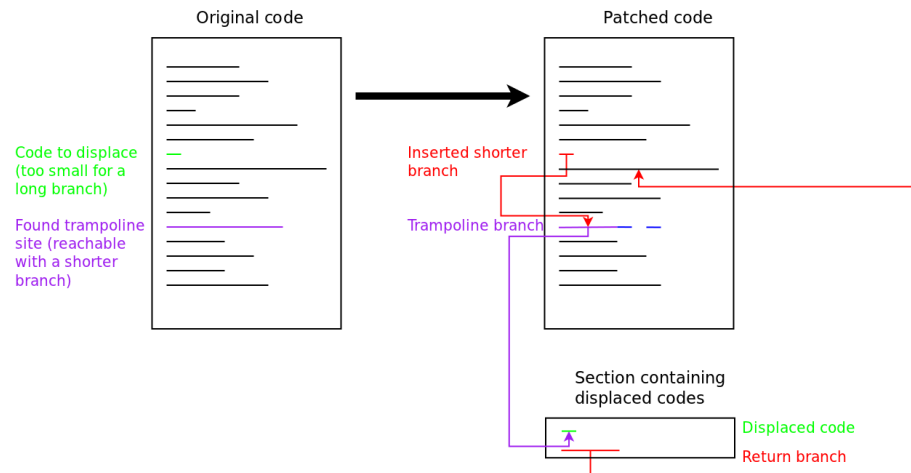 Original code
Patched code
Code to displace
(too small for a
long branch)
Inserted shorter
branch
Found trampoline
site (reachable
with a shorter
branch)
Trampoline branch
Section containing
displaced codes
Displaced code
Return branch